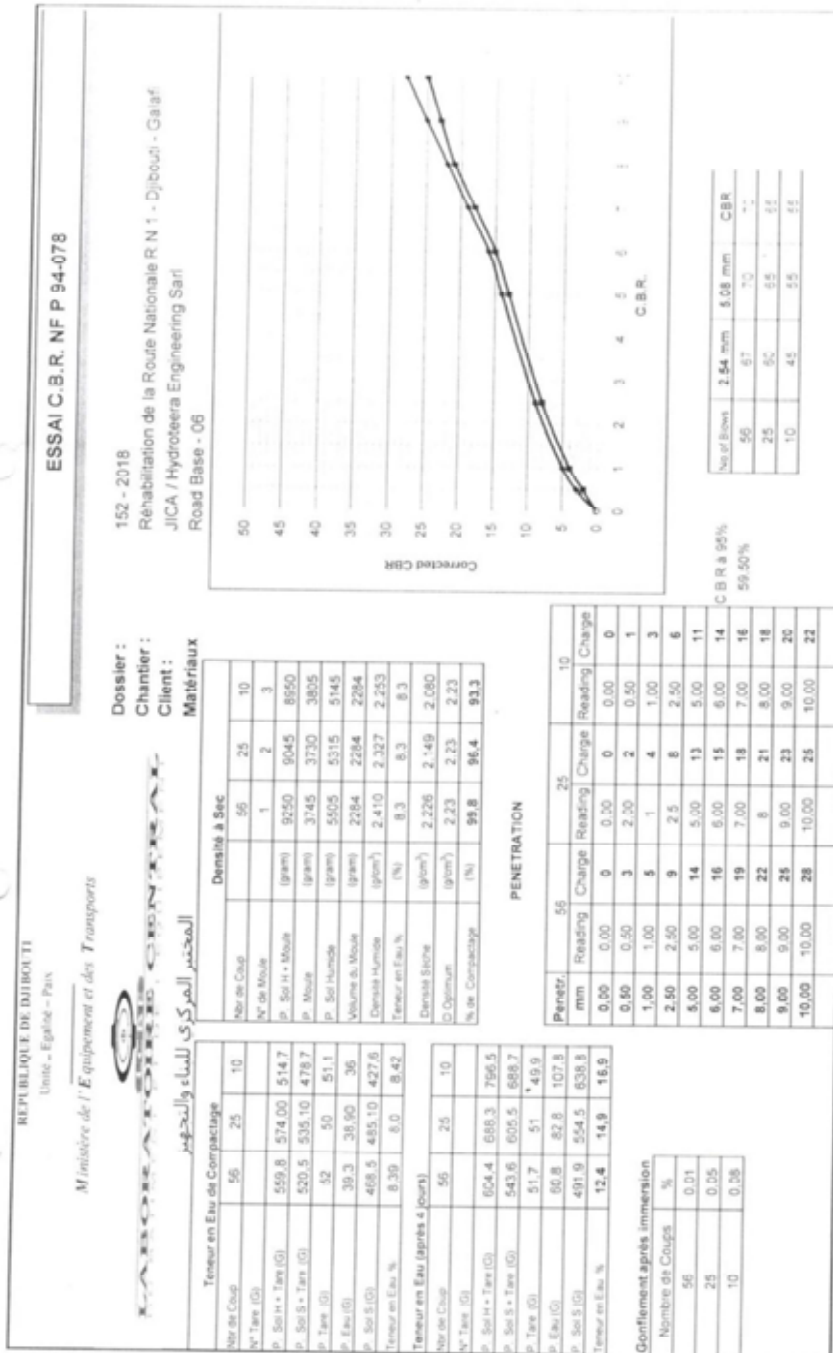 REPUBLIQUE DE DJIBOUTI
Unité – Egalité – Paix
Ministère de l'Equipement et des Transports
LABORATOIRE CENTRAL
المختبر المركزي للبناء والتجهيز
ESSAI C.B.R. NF P 94-078
Dossier : 152 - 2018
Chantier : Réhabilitation de la Route Nationale R N 1 - Djibouti - Galafi
Client : JICA / Hydroteera Engineering Sarl
Matériaux Road Base - 06
Teneur en Eau de Compactage
Nbr de Coup 56 25 10
N° Tare (G)
P. Sol H + Tare (G) 559,8 574,00 514,7
P. Sol S + Tare (G) 520,5 535,10 478,7
P. Tare (G) 52 50 51,1
P. Eau (G) 39,3 38,90 36
P. Sol S (G) 468,5 485,10 427,6
Teneur en Eau % 8,39 8,0 8,42
Teneur en Eau (après 4 jours)
Nbr de Coup 56 25 10
N° Tare (G)
P. Sol H + Tare (G) 604,4 688,3 796,5
P. Sol S + Tare (G) 543,6 605,5 688,7
P. Tare (G) 51,7 51 49,9
P. Eau (G) 60,8 82,8 107,8
P. Sol S (G) 491,9 554,5 638,8
Teneur en Eau % 12,4 14,9 16,9
Gonflement après immersion
Nombre de Coups %
56 0.01
25 0.05
10 0.08
Densité à Sec
Nbr de Coup 56 25 10
N° de Moule 1 2 3
P. Sol H + Moule (gram) 9250 9045 8950
P. Moule (gram) 3745 3730 3805
P. Sol Humide (gram) 5505 5315 5145
Volume du Moule (gram) 2284 2284 2284
Densité Humide (g/cm³) 2.410 2.327 2.253
Teneur en Eau % (%) 8.3 8.3 8.3
Densité Sèche (g/cm³) 2.226 2.149 2.080
D Optimum (g/cm³) 2.23 2.23 2.23
% de Compactage (%) 99,8 96,4 93,3
PENETRATION
Penetr. 56 25 10
mm Reading Charge Reading Charge Reading Charge
0,00 0,00 0 0,00 0 0,00 0
0,50 0,50 3 2,00 2 0,50 1
1,00 1,00 5 1 4 1,00 3
2,50 2,50 9 2.5 8 2,50 6
5,00 5,00 14 5,00 13 5,00 11
6,00 6,00 16 6,00 15 6,00 14
7,00 7,00 19 7,00 18 7,00 16
8,00 8,00 22 8 21 8,00 18
9,00 9,00 25 9,00 23 9,00 20
10,00 10,00 28 10,00 25 10,00 22
Corrected CBR
50
45
40
35
30
25
20
15
10
5
0
0 1 2 3 4 5 6 7 8 9
C.B.R.
C B R à 95%
59.50%
No of Blows 2.54 mm 5.08 mm CBR
56 67 70
25 60 65
10 55